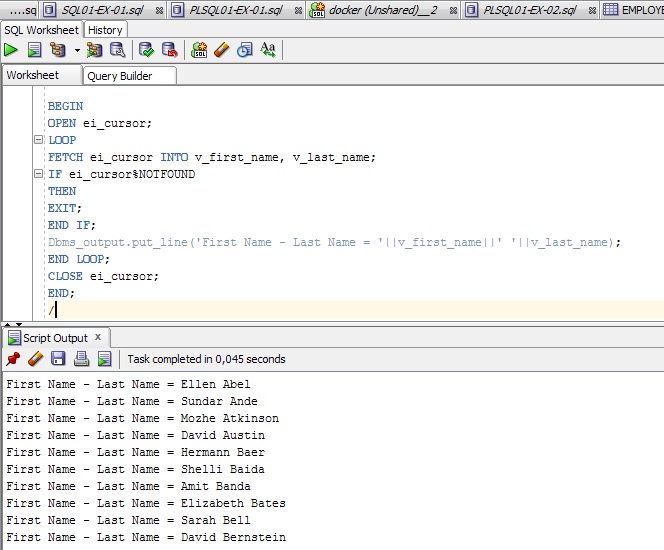 ....sq SQL01-EX-01.sql PLSQL01-EX-01.sql docker (Unshared)__2 PLSQL01-EX-02.sql EMPLOYE
SQL Worksheet History
Worksheet Query Builder
BEGIN
OPEN ei_cursor;
LOOP
FETCH ei_cursor INTO v_first_name, v_last_name;
IF ei_cursor%NOTFOUND
THEN
EXIT;
END IF;
Dbms_output.put_line('First Name - Last Name = '||v_first_name||' '||v_last_name);
END LOOP;
CLOSE ei_cursor;
END;
/
Script Output x
Task completed in 0,045 seconds
First Name - Last Name = Ellen Abel
First Name - Last Name = Sundar Ande
First Name - Last Name = Mozhe Atkinson
First Name - Last Name = David Austin
First Name - Last Name = Hermann Baer
First Name - Last Name = Shelli Baida
First Name - Last Name = Amit Banda
First Name - Last Name = Elizabeth Bates
First Name - Last Name = Sarah Bell
First Name - Last Name = David Bernstein